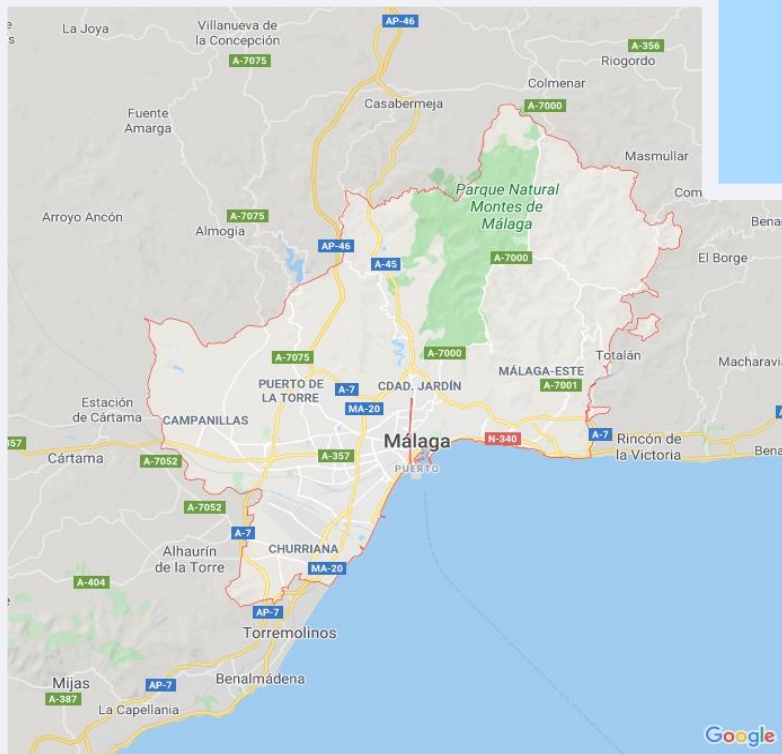 AP-46
La Joya
Villanueva de
la Concepción
A-7075
A-356
Riogordo
Colmenar
Casabermeja
A-7000
Fuente
Amarga
Masmullar
Parque Natural
Montes de
Málaga
Com
Arroyo Ancón
A-7075
Almogía
Bena
AP-46
A-7000
El Borge
A-45
A-7075
A-7000
Totalán
MÁLAGA-ESTE
Macharavia
PUERTO DE
LA TORRE
A-7
CDAD. JARDÍN
A-7001
Estación
de Cártama
MA-20
CAMPANILLAS
A-7
357
Málaga
N-340
Rincón de
la Victoria
Cártama
A-7052
A-357
Bena
PUERTO
A-7052
A-7
Alhaurín
de la Torre
CHURRIANA
MA-20
A-404
AP-7
Torremolinos
Mijas
AP-7
Benalmádena
A-387
La Capellania
Google